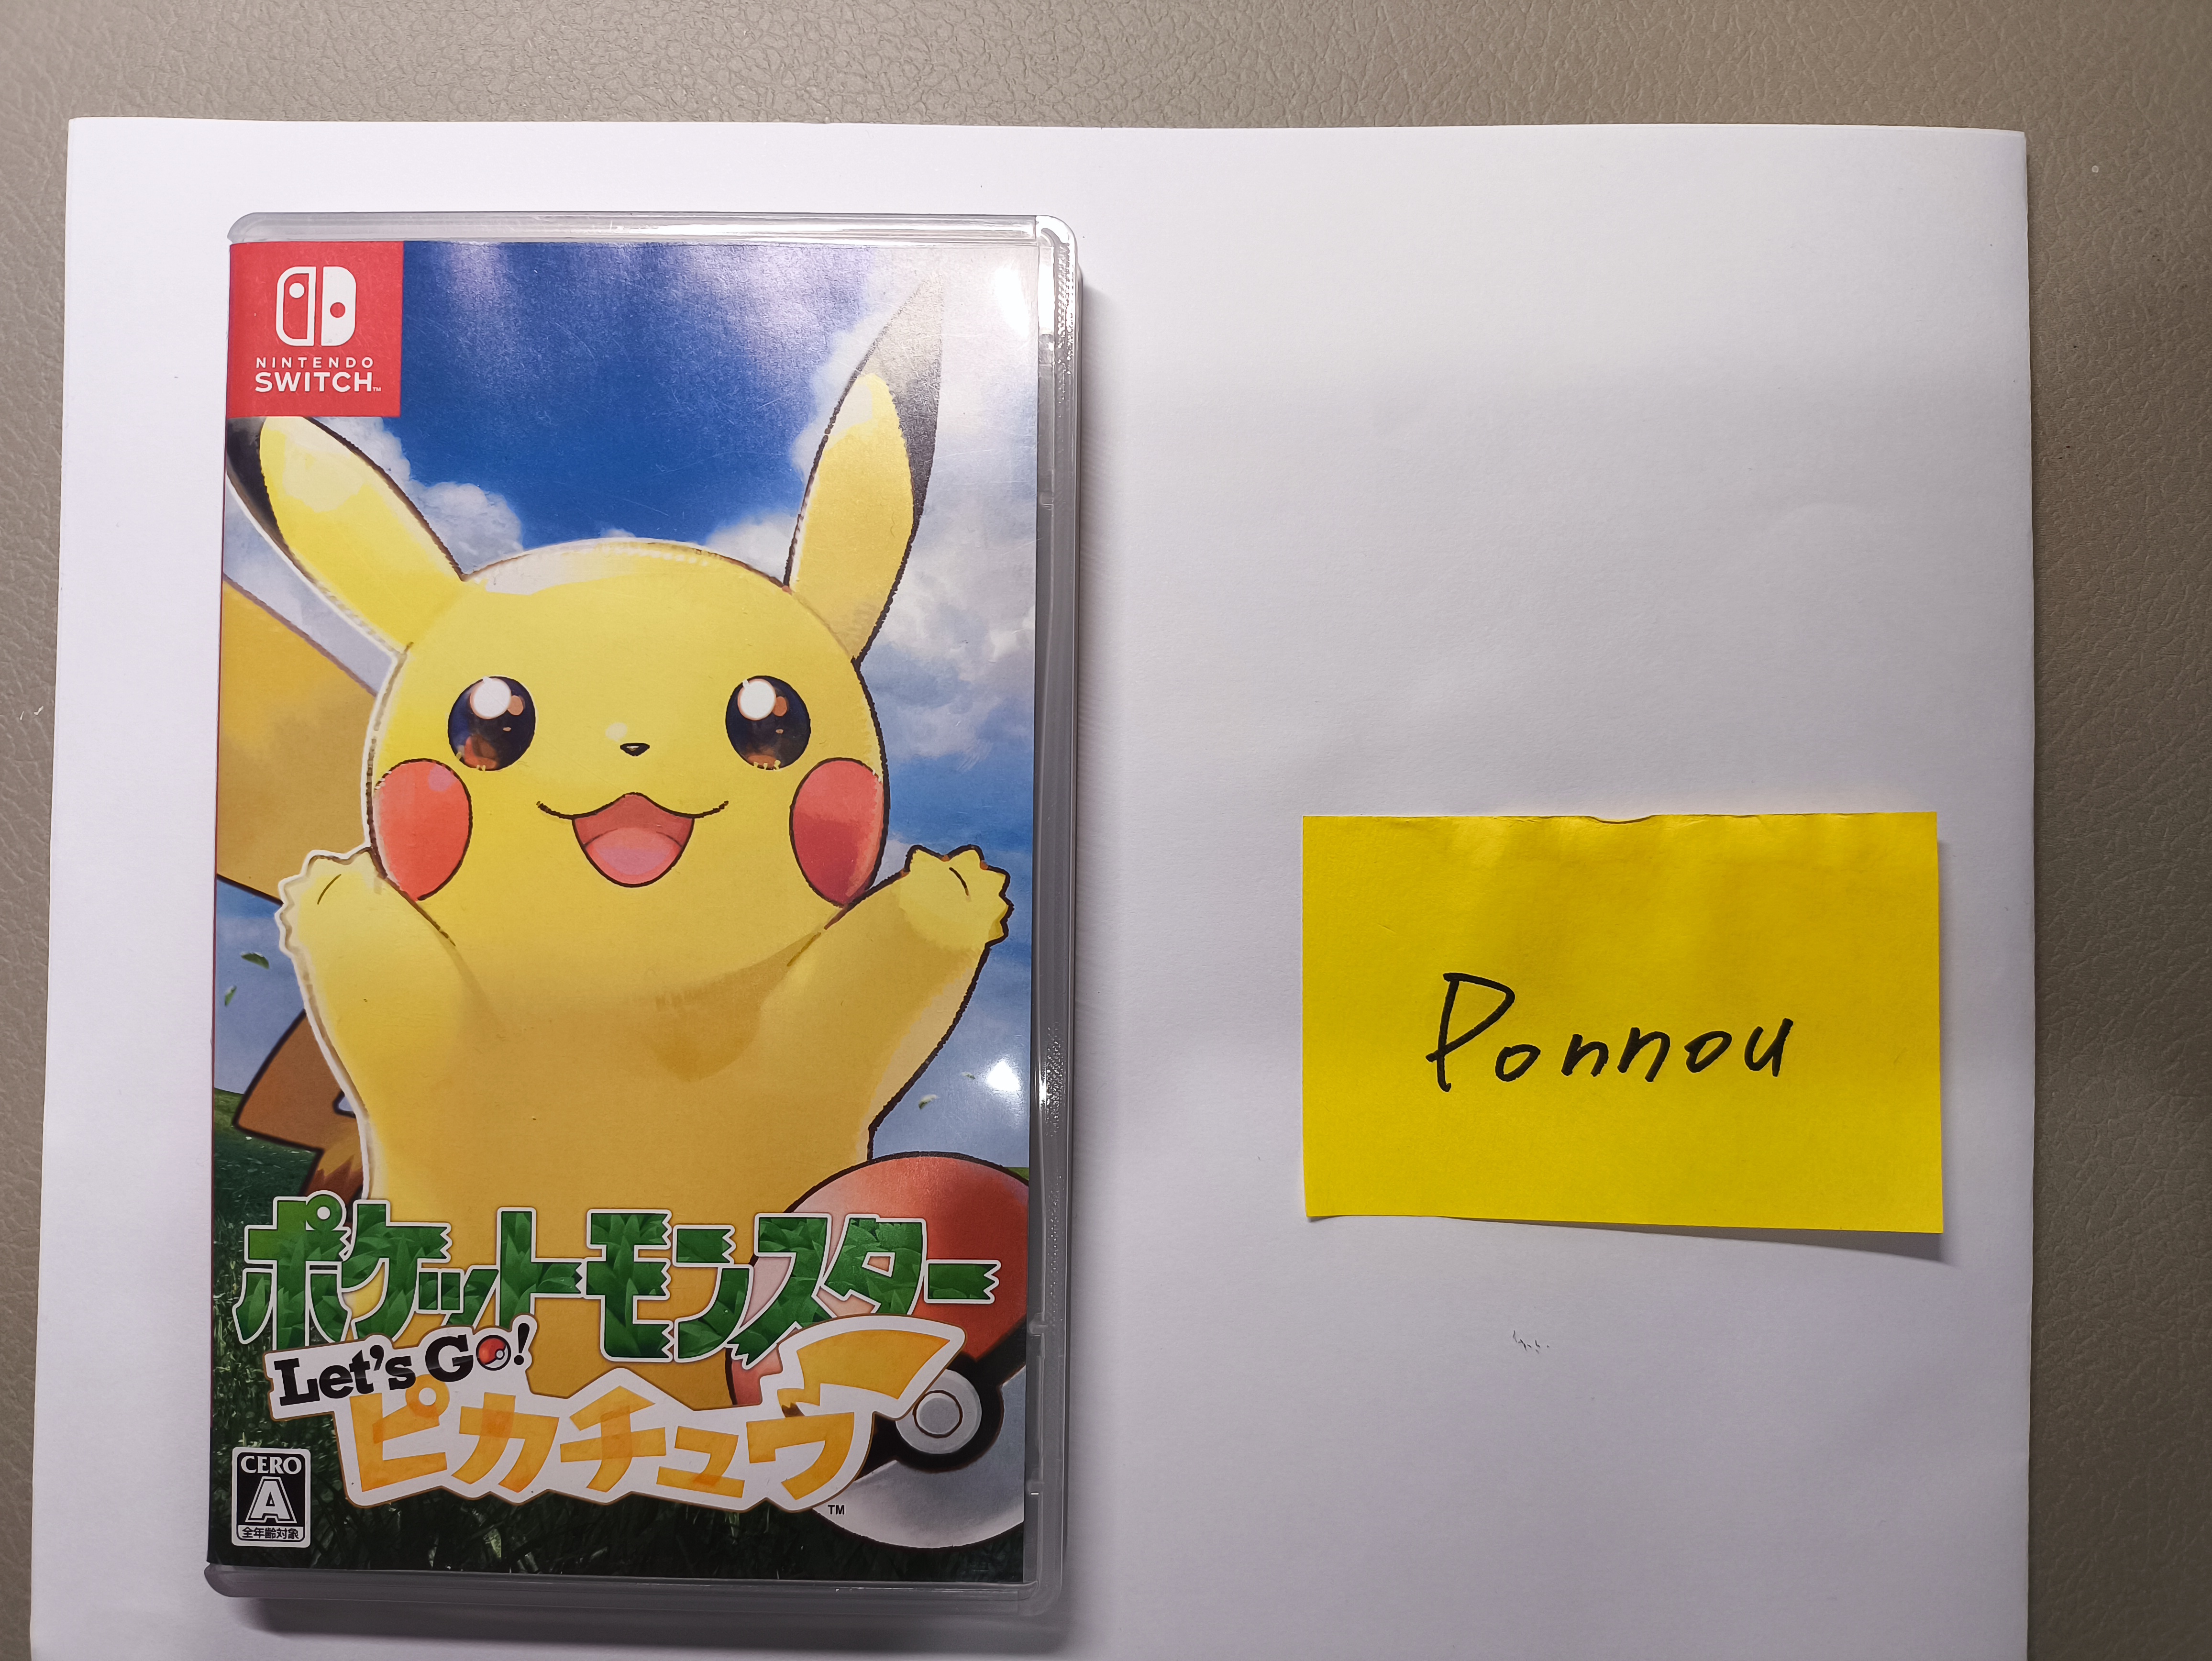 NINTENDO
SWITCH™
ポケットモンスター
Let's GO!
ピカチュウ
TM
CERO
A
全年齢対象
Ponnou